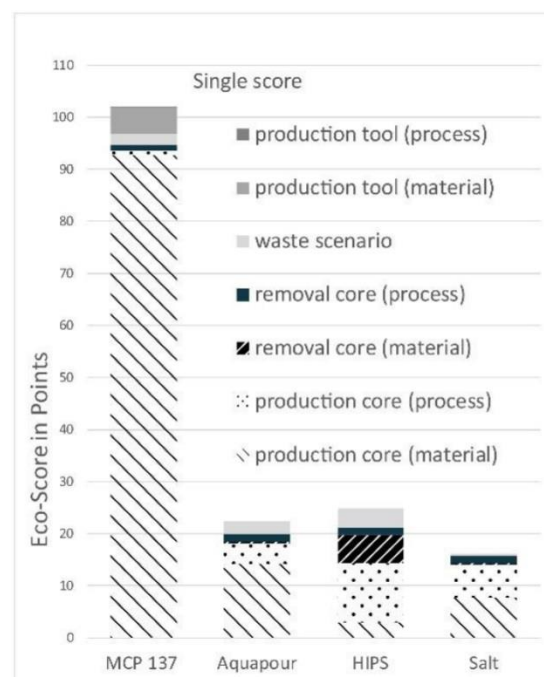 Single score
production tool (process)
production tool (material)
waste scenario
removal core (process)
removal core (material)
production core (process)
production core (material)
Eco-Score in Points
110
100
90
80
70
60
50
40
30
20
10
0
MCP 137 Aquapour HIPS Salt